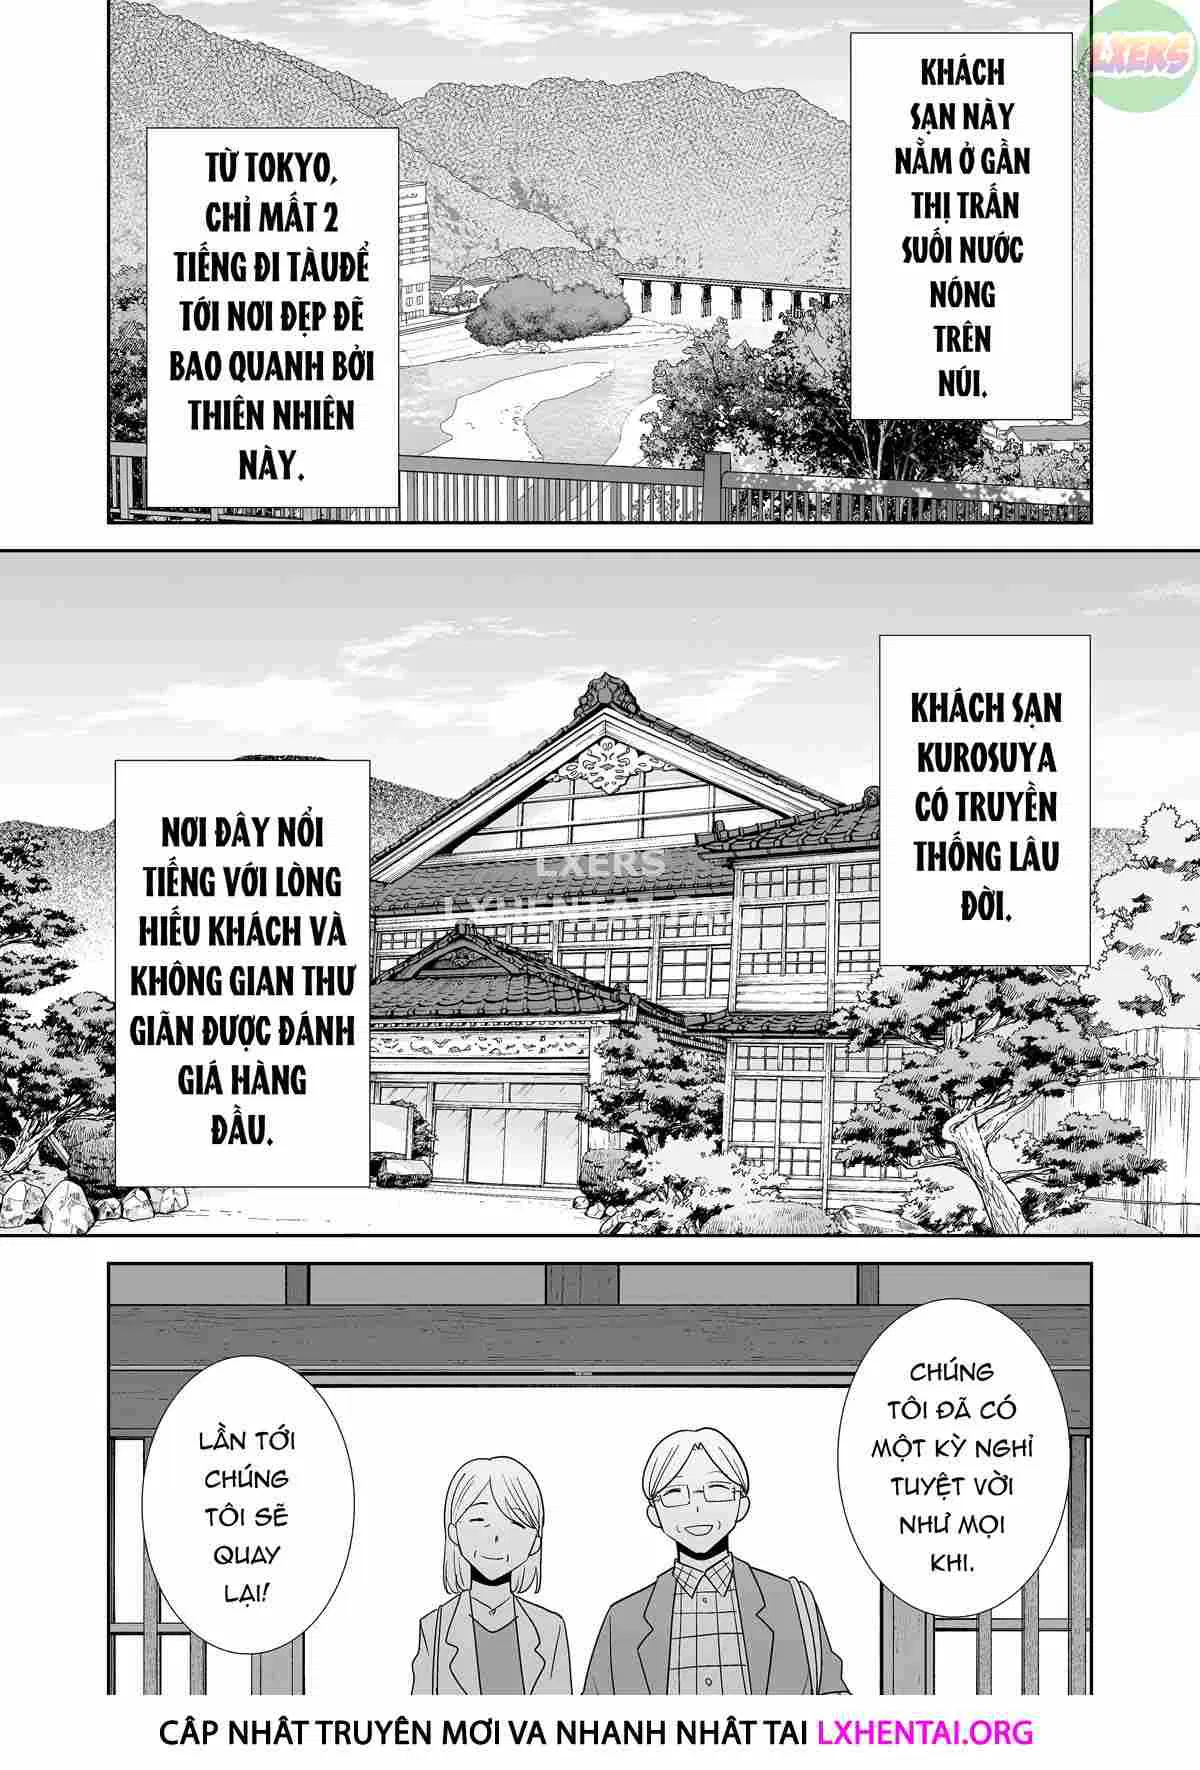 LXERS
KHÁCH
SẠN NÀY
NẰM Ở GẦN
THỊ TRẤN
SUỐI NƯỚC
NÓNG
TRÊN
NÚI.
TỪ TOKYO,
CHỈ MẤT 2
TIẾNG ĐI TÀUĐỂ
TỚI NƠI ĐẸP ĐẼ
BAO QUANH BỞI
THIÊN NHIÊN
NÀY.
KHÁCH SẠN
KUROSUYA
CÓ TRUYỀN
THỐNG LÂU
ĐỜI.
NƠI ĐÂY NỔI
TIẾNG VỚI LÒNG
HIẾU KHÁCH VÀ
KHÔNG GIAN THƯ
GIÃN ĐƯỢC ĐÁNH
GIÁ HÀNG
ĐẦU.
LXERS
LXHENTAI.ORG
CHÚNG
TÔI ĐÃ CÓ
MỘT KỲ NGHỈ
TUYỆT VỜI
NHƯ MỌI
KHI.
LẦN TỚI
CHÚNG
TÔI SẼ
QUAY
LẠI!
CẬP NHẬT TRUYỆN MỚI VÀ NHANH NHẤT TẠI LXHENTAI.ORG